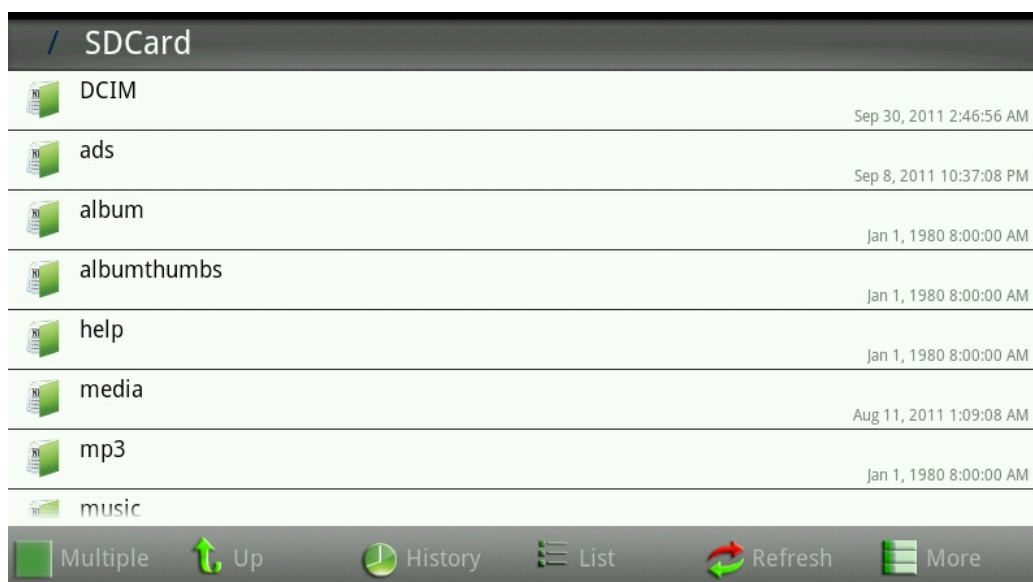 / SDCard
DCIM
Sep 30, 2011 2:46:56 AM
ads
Sep 8, 2011 10:37:08 PM
album
Jan 1, 1980 8:00:00 AM
albumthumbs
Jan 1, 1980 8:00:00 AM
help
Jan 1, 1980 8:00:00 AM
media
Aug 11, 2011 1:09:08 AM
mp3
Jan 1, 1980 8:00:00 AM
music
Multiple Up History List Refresh More